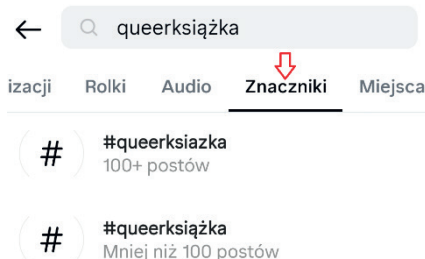 queerksiążka
izacji Rolki Audio Znaczniki Miejsca
# #queerksiazka
100+ postów
# #queerksiążka
Mniej niż 100 postów